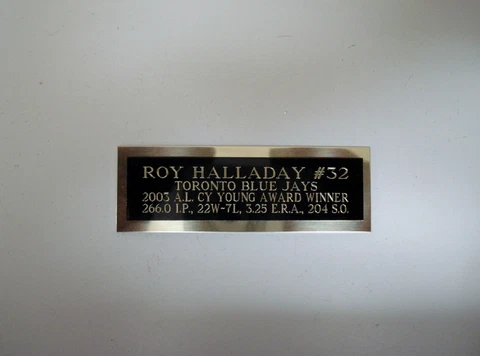 ROY HALLADAY #32
TORONTO BLUE JAYS
2003 A.L. CY YOUNG AWARD WINNER
266.0 I.P., 22W-7L, 3.25 E.R.A., 204 S.O.